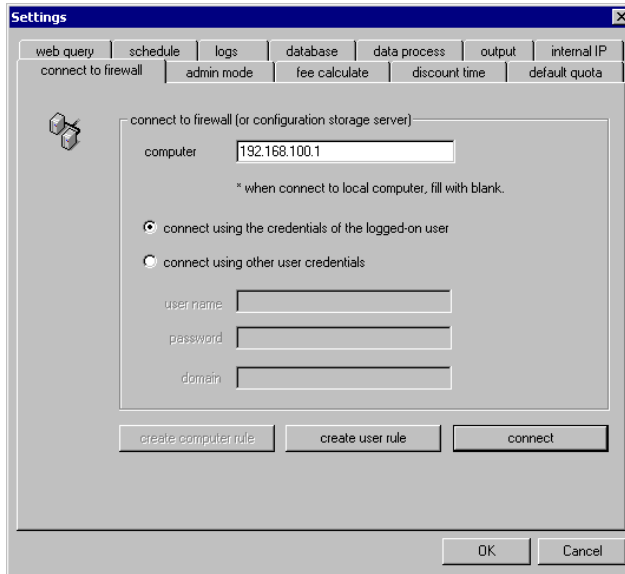 Settings
web query schedule logs database data process output internal IP
connect to firewall admin mode fee calculate discount time default quota
connect to firewall (or configuration storage server)
computer 192.168.100.1
* when connect to local computer, fill with blank.
connect using the credentials of the logged-on user
connect using other user credentials
user name
password
domain
create computer rule create user rule connect
OK Cancel